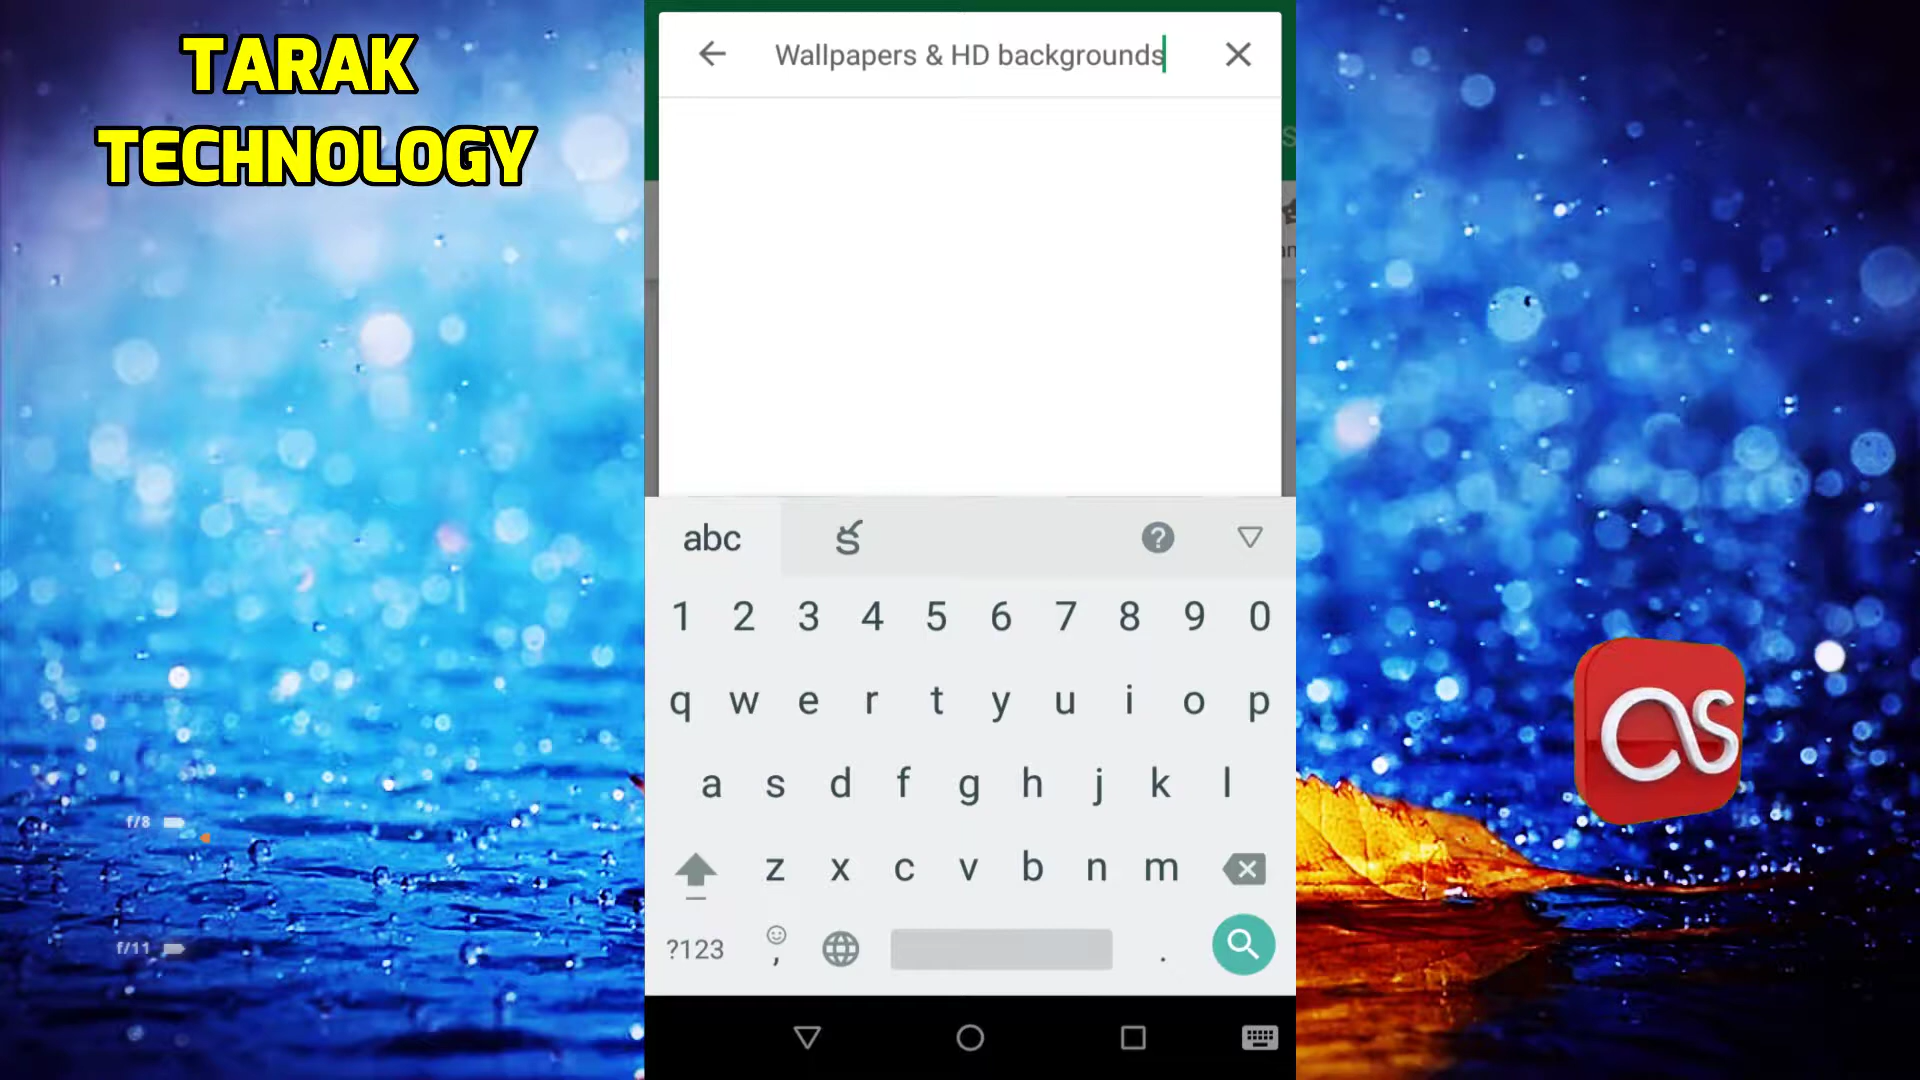 TARAK
TECHNOLOGY
Wallpapers & HD backgrounds
abc
క
1 2 3 4 5 6 7 8 9 0
q w e r t y u i o p
a s d f g h j k l
z x c v b n m
?123 , .
f/8
f/11
as